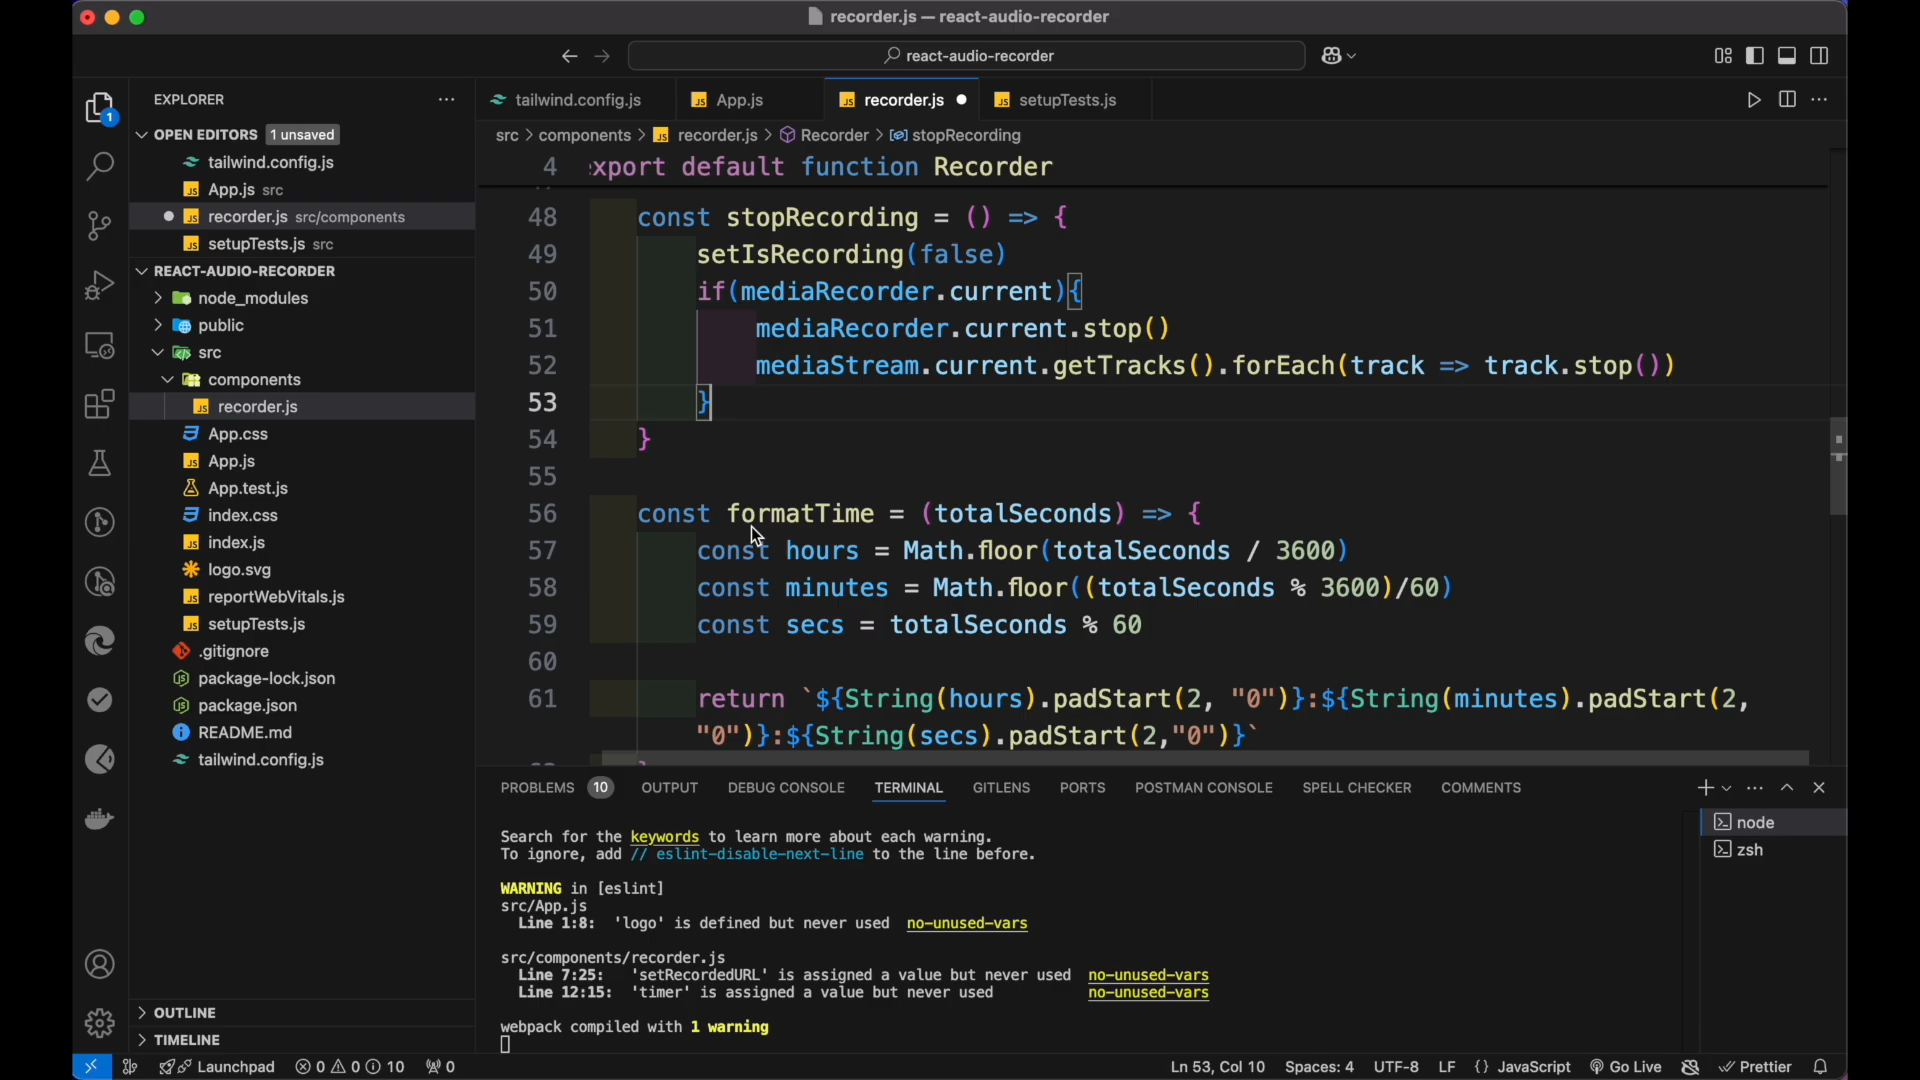 recorder.js — react-audio-recorder
react-audio-recorder
EXPLORER
1
OPEN EDITORS 1 unsaved
tailwind.config.js
App.js src
recorder.js src/components
setupTests.js src
REACT-AUDIO-RECORDER
node_modules
public
src
components
recorder.js
App.css
App.js
App.test.js
index.css
index.js
logo.svg
reportWebVitals.js
setupTests.js
.gitignore
package-lock.json
package.json
README.md
tailwind.config.js
OUTLINE
TIMELINE
tailwind.config.js App.js recorder.js setupTests.js
src > components > recorder.js > Recorder > stopRecording
4 xport default function Recorder
48 const stopRecording = () => {
49 setIsRecording(false)
50 if(mediaRecorder.current){
51 mediaRecorder.current.stop()
52 mediaStream.current.getTracks().forEach(track => track.stop())
53 }
54 }
55
56 const formatTime = (totalSeconds) => {
57 const hours = Math.floor(totalSeconds / 3600)
58 const minutes = Math.floor((totalSeconds % 3600)/60)
59 const secs = totalSeconds % 60
60
61 return `${String(hours).padStart(2, "0")}:${String(minutes).padStart(2,
"0")}:${String(secs).padStart(2,"0")}`
PROBLEMS 10 OUTPUT DEBUG CONSOLE TERMINAL GITLENS PORTS POSTMAN CONSOLE SPELL CHECKER COMMENTS
Search for the keywords to learn more about each warning.
To ignore, add // eslint-disable-next-line to the line before.
WARNING in [eslint]
src/App.js
Line 1:8: 'logo' is defined but never used no-unused-vars
src/components/recorder.js
Line 7:25: 'setRecordedURL' is assigned a value but never used no-unused-vars
Line 12:15: 'timer' is assigned a value but never used no-unused-vars
webpack compiled with 1 warning
node
zsh
Launchpad 0 0 10 0 Ln 53, Col 10 Spaces: 4 UTF-8 LF {} JavaScript Go Live Prettier